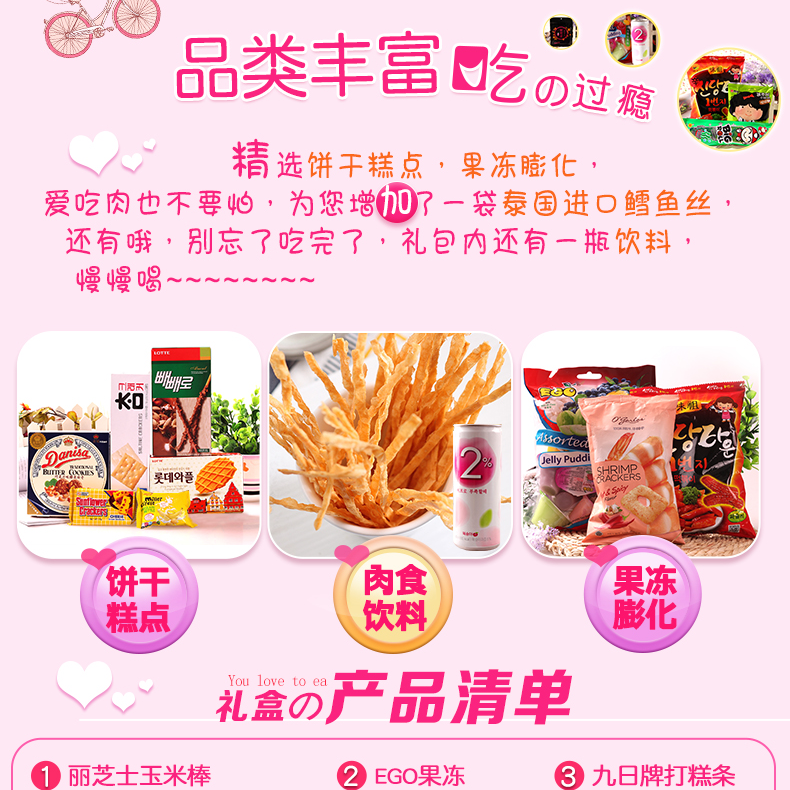 品类丰富吃の过瘾
精选饼干糕点，果冻膨化，
爱吃肉也不要怕，为您增加了一袋泰国进口鳕鱼丝，
还有哦，别忘了吃完了，礼包内还有一瓶饮料，
慢慢喝~~~~~~~~
LOTTE
빼빼로
Danisa
TRADITIONAL
BUTTER COOKIES
롯데와플
Sunflower
Crackers
2%
EGO
Assorted
Jelly Pudding
SHRIMP
CRACKERS
& Spicy
饼干
糕点
肉食
饮料
果冻
膨化
You love to ea
礼盒の产品清单
1 丽芝士玉米棒
2 EGO果冻
3 九日牌打糕条